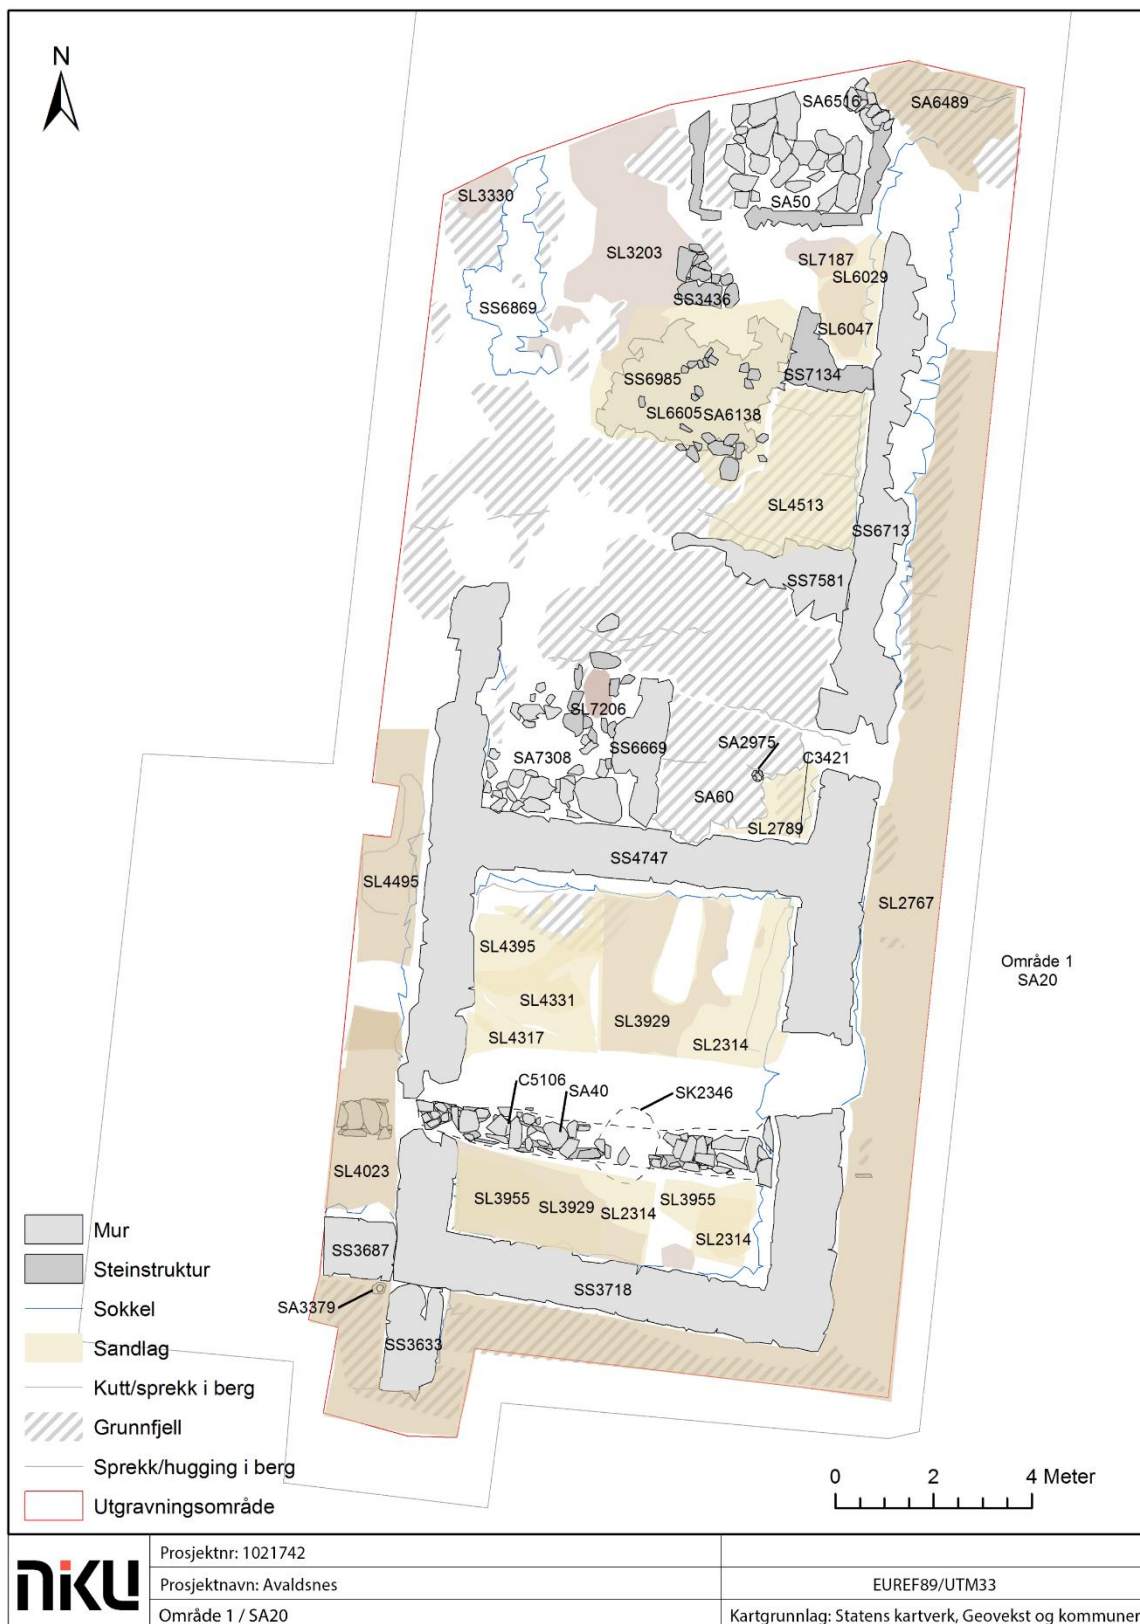 N
SA6516
SA6489
SL3330
SA50
SL3203
SL7187
SL6029
SS6869
SS3436
SL6047
SS6985
SS7134
SL6605
SA6138
SL4513
SS6713
SS7581
SL7206
SA7308
SS6669
SA2975
C3421
SA60
SL2789
SS4747
SL4495
SL2767
SL4395
Område 1
SA20
SL4331
SL3929
SL4317
SL2314
C5106
SA40
SK2346
SL4023
SL3955
SL3929
SL2314
SL3955
SL2314
SS3687
SS3718
SA3379
SS3633
Mur
Steinstruktur
Sokkel
Sandlag
Kutt/sprekk i berg
Grunnfjell
Sprekk/hugging i berg
Utgravningsområde
0 2 4 Meter
niku
Prosjektnr: 1021742
Prosjektnavn: Avaldsnes
EUREF89/UTM33
Område 1 / SA20
Kartgrunnlag: Statens kartverk, Geovekst og kommuner